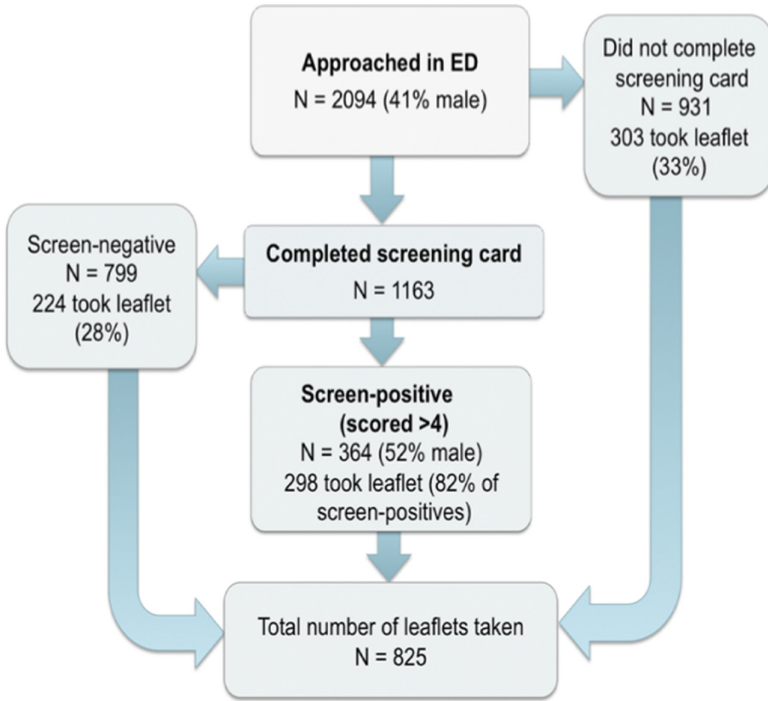 Approached in ED
N = 2094 (41% male)
Did not complete
screening card
N = 931
303 took leaflet
(33%)
Screen-negative
N = 799
224 took leaflet
(28%)
Completed screening card
N = 1163
Screen-positive
(scored >4)
N = 364 (52% male)
298 took leaflet (82% of
screen-positives)
Total number of leaflets taken
N = 825